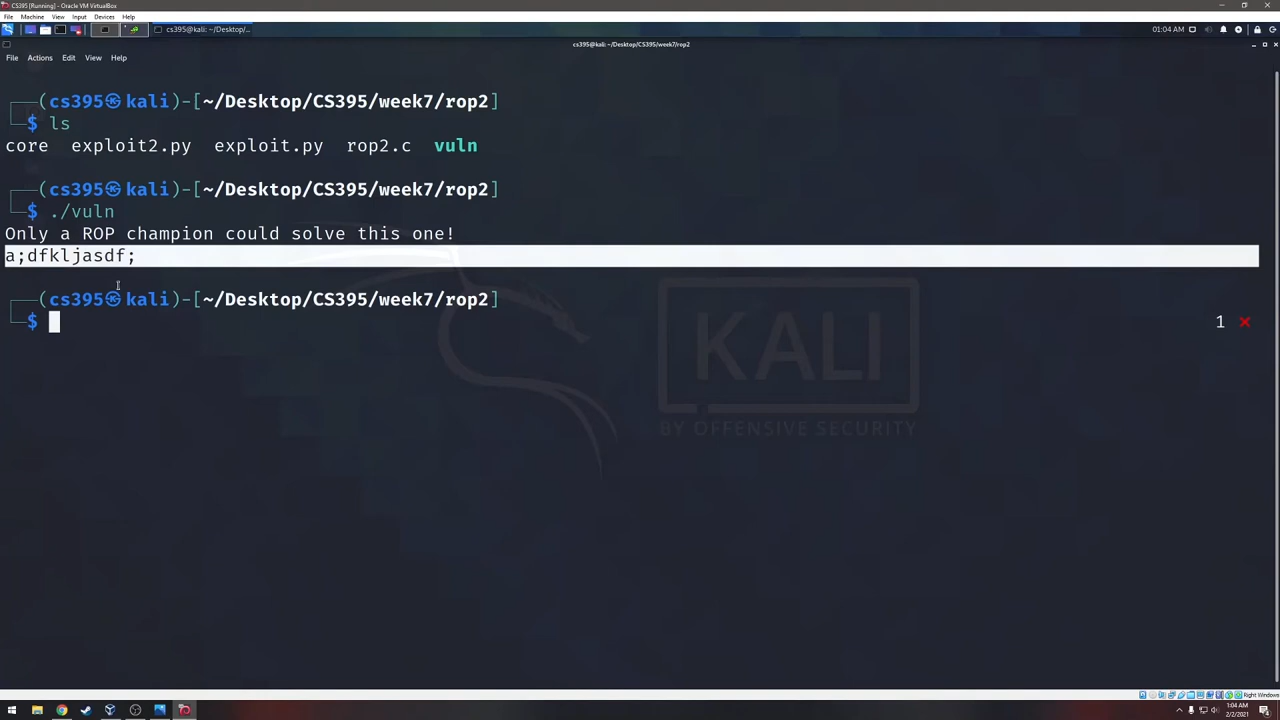 CS395 [Running] - Oracle VM VirtualBox
File Machine View Input Devices Help
cs395@kali: ~/Desktop/...
01:04 AM
cs395@kali: ~/Desktop/CS395/week7/rop2
File Actions Edit View Help
(cs395㉿kali)-[~/Desktop/CS395/week7/rop2]
$ ls
core exploit2.py exploit.py rop2.c vuln
(cs395㉿kali)-[~/Desktop/CS395/week7/rop2]
$ ./vuln
Only a ROP champion could solve this one!
a;dfkljasdf;
(cs395㉿kali)-[~/Desktop/CS395/week7/rop2]
$ 1 ✗
KALI
BY OFFENSIVE SECURITY
Right Windows
1:04 AM
2/2/2021